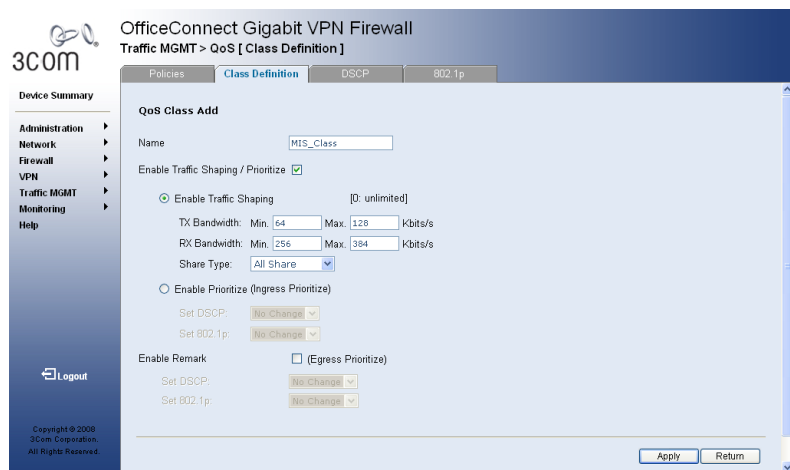 OfficeConnect Gigabit VPN Firewall
Traffic MGMT > QoS [ Class Definition ]
3COM
Policies
Class Definition
DSCP
802.1p
Device Summary
Administration
Network
Firewall
VPN
Traffic MGMT
Monitoring
Help
Logout
Copyright © 2008
3Com Corporation.
All Rights Reserved.
QoS Class Add
Name MIS_Class
Enable Traffic Shaping / Prioritize
Enable Traffic Shaping [0: unlimited]
TX Bandwidth: Min. 64 Max. 128 Kbits/s
RX Bandwidth: Min. 256 Max. 384 Kbits/s
Share Type: All Share
Enable Prioritize (Ingress Prioritize)
Set DSCP: No Change
Set 802.1p: No Change
Enable Remark (Egress Prioritize)
Set DSCP: No Change
Set 802.1p: No Change
Apply Return